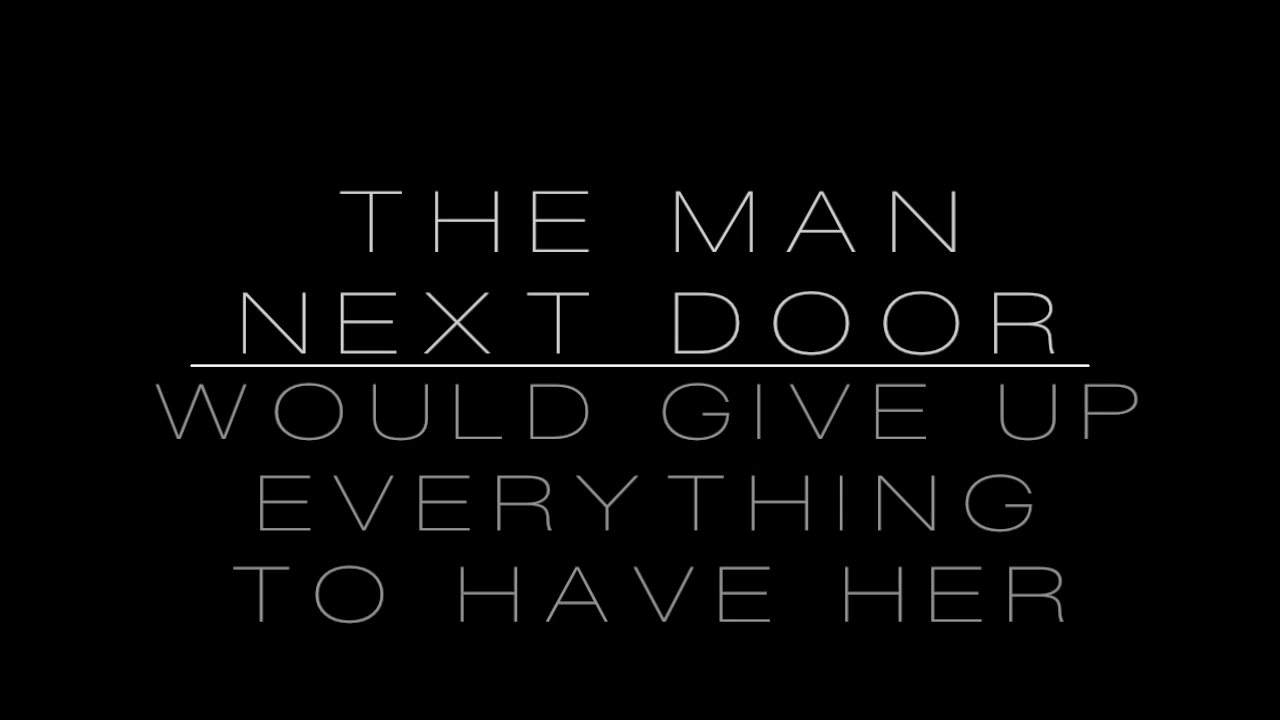 THE MAN
NEXT DOOR
WOULD GIVE UP
EVERYTHING
TO HAVE HER